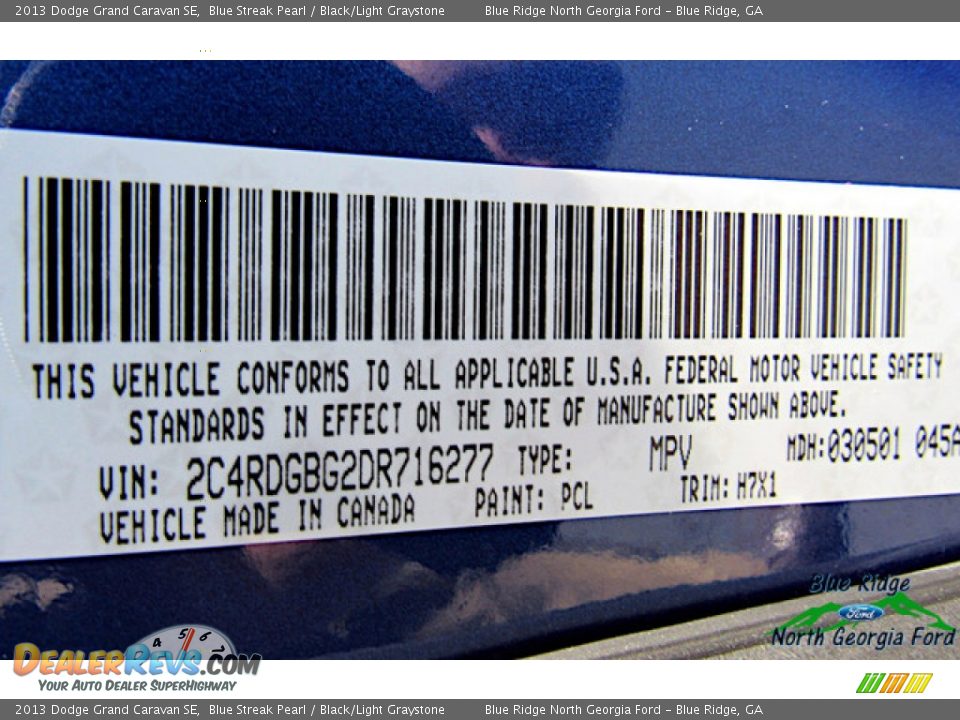 2013 Dodge Grand Caravan SE,  Blue Streak Pearl / Black/Light Graystone    Blue Ridge North Georgia Ford – Blue Ridge, GA
THIS VEHICLE CONFORMS TO ALL APPLICABLE U.S.A. FEDERAL MOTOR VEHICLE SAFETY
STANDARDS IN EFFECT ON THE DATE OF MANUFACTURE SHOWN ABOVE.
VIN: 2C4RDGBG2DR716277 TYPE: MPV MDH:030501 045A
VEHICLE MADE IN CANADA PAINT: PCL TRIM: H7X1
Blue Ridge
Ford
North Georgia Ford
4 5 6
DEALERREVS.COM
YOUR AUTO DEALER SUPERHIGHWAY
2013 Dodge Grand Caravan SE,  Blue Streak Pearl / Black/Light Graystone    Blue Ridge North Georgia Ford – Blue Ridge, GA